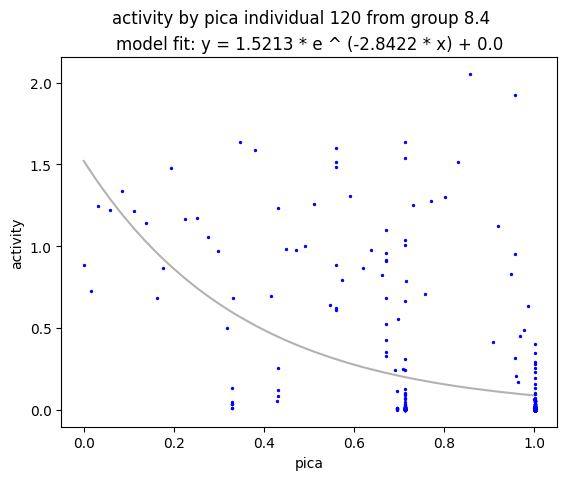 activity by pica individual 120 from group 8.4
model fit: y = 1.5213 * e ^ (-2.8422 * x) + 0.0
2.0
1.5
1.0
0.5
0.0
activity
0.0 0.2 0.4 0.6 0.8 1.0
pica